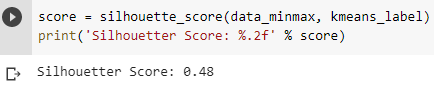 score = silhouette_score(data_minmax, kmeans_label)
print('Silhouetter Score: %.2f' % score)
Silhouetter Score: 0.48